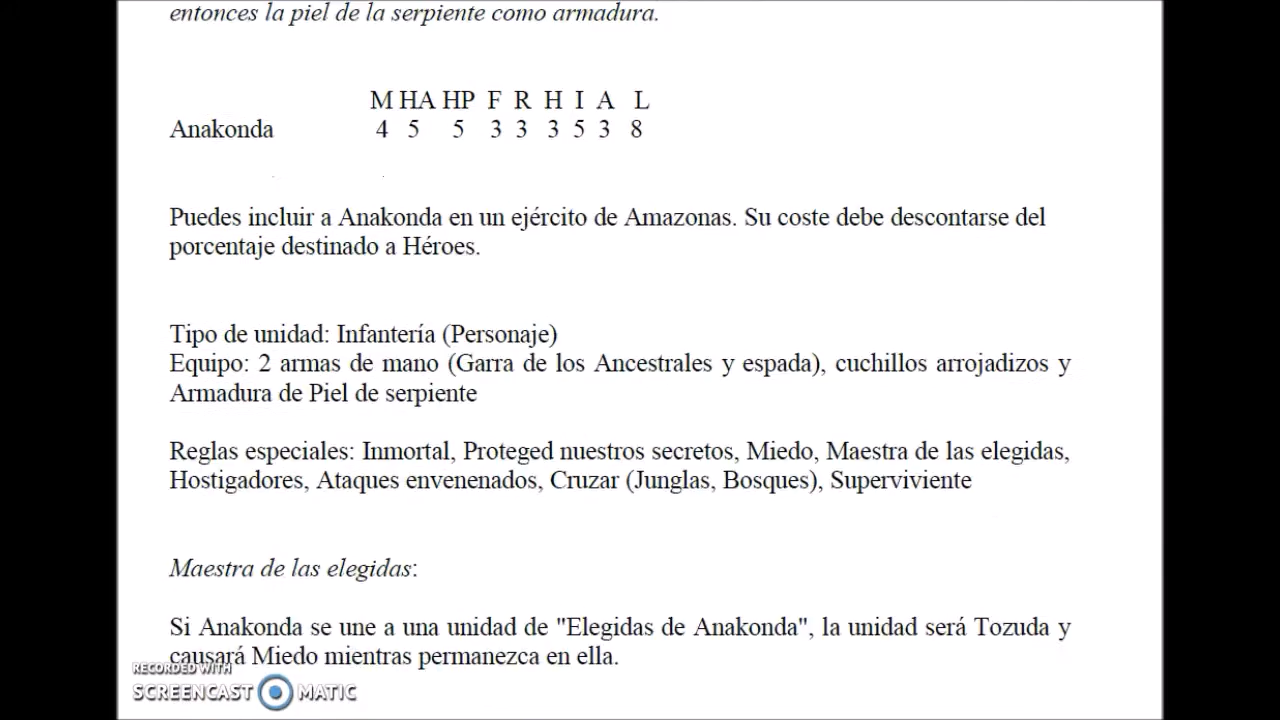 entonces la piel de la serpiente como armadura.
M HA HP F R H I A L
Anakonda 4 5 5 3 3 3 5 3 8
Puedes incluir a Anakonda en un ejército de Amazonas. Su coste debe descontarse del
porcentaje destinado a Héroes.
Tipo de unidad: Infantería (Personaje)
Equipo: 2 armas de mano (Garra de los Ancestrales y espada), cuchillos arrojadizos y
Armadura de Piel de serpiente
Reglas especiales: Inmortal, Proteged nuestros secretos, Miedo, Maestra de las elegidas,
Hostigadores, Ataques envenenados, Cruzar (Junglas, Bosques), Superviviente
Maestra de las elegidas:
Si Anakonda se une a una unidad de "Elegidas de Anakonda", la unidad será Tozuda y
causará Miedo mientras permanezca en ella.
RECORDED WITH
SCREENCAST MATIC